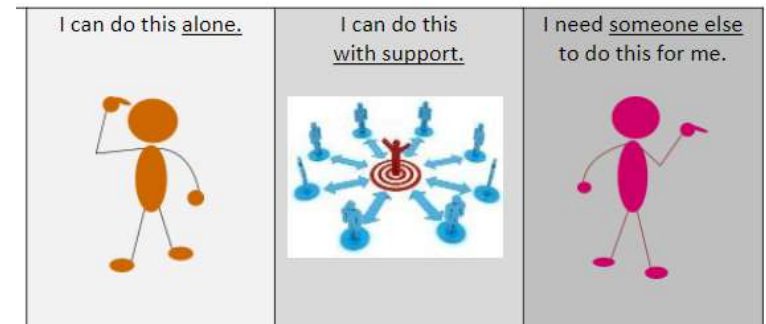 I can do this alone.
I can do this
with support.
I need someone else
to do this for me.